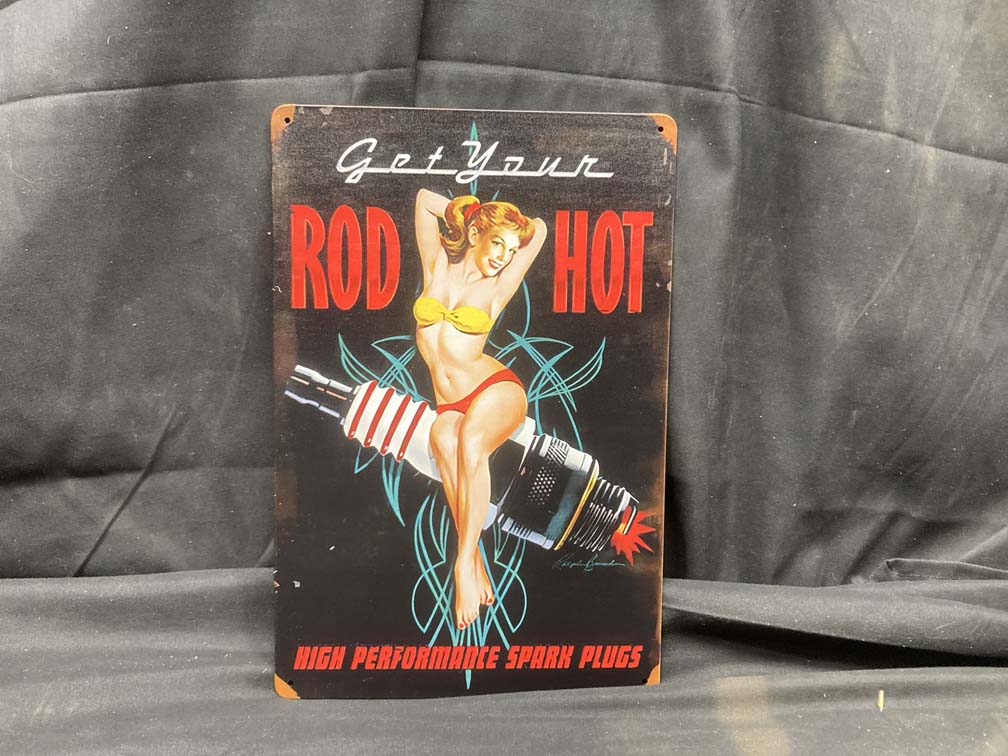 Get Your
ROD HOT
HIGH PERFORMANCE SPARK PLUGS